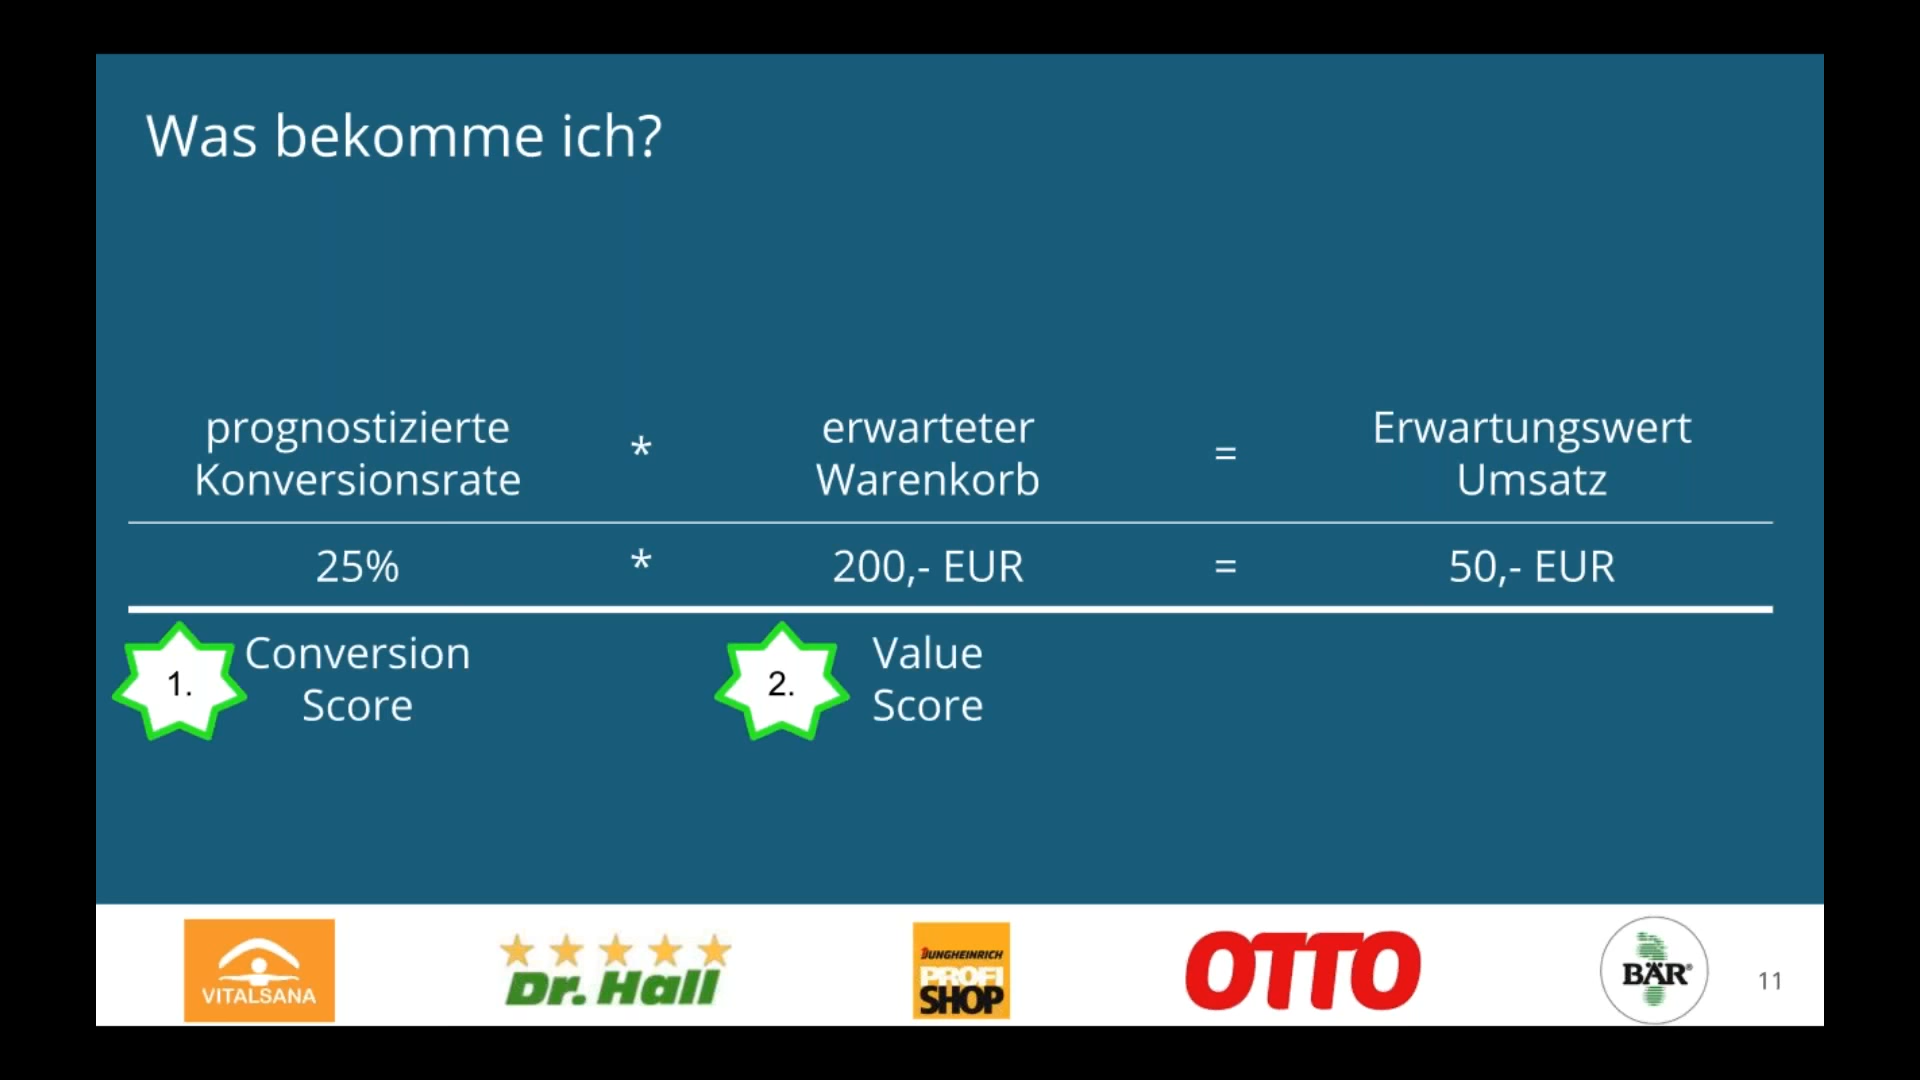 Was bekomme ich?
prognostizierte
Konversionsrate
*
erwarteter
Warenkorb
=
Erwartungswert
Umsatz
25% * 200,- EUR = 50,- EUR
1. Conversion
Score
2. Value
Score
VITALSANA
Dr. Hall
JUNGHEINRICH
PROFI
SHOP
OTTO
BÄR®
11